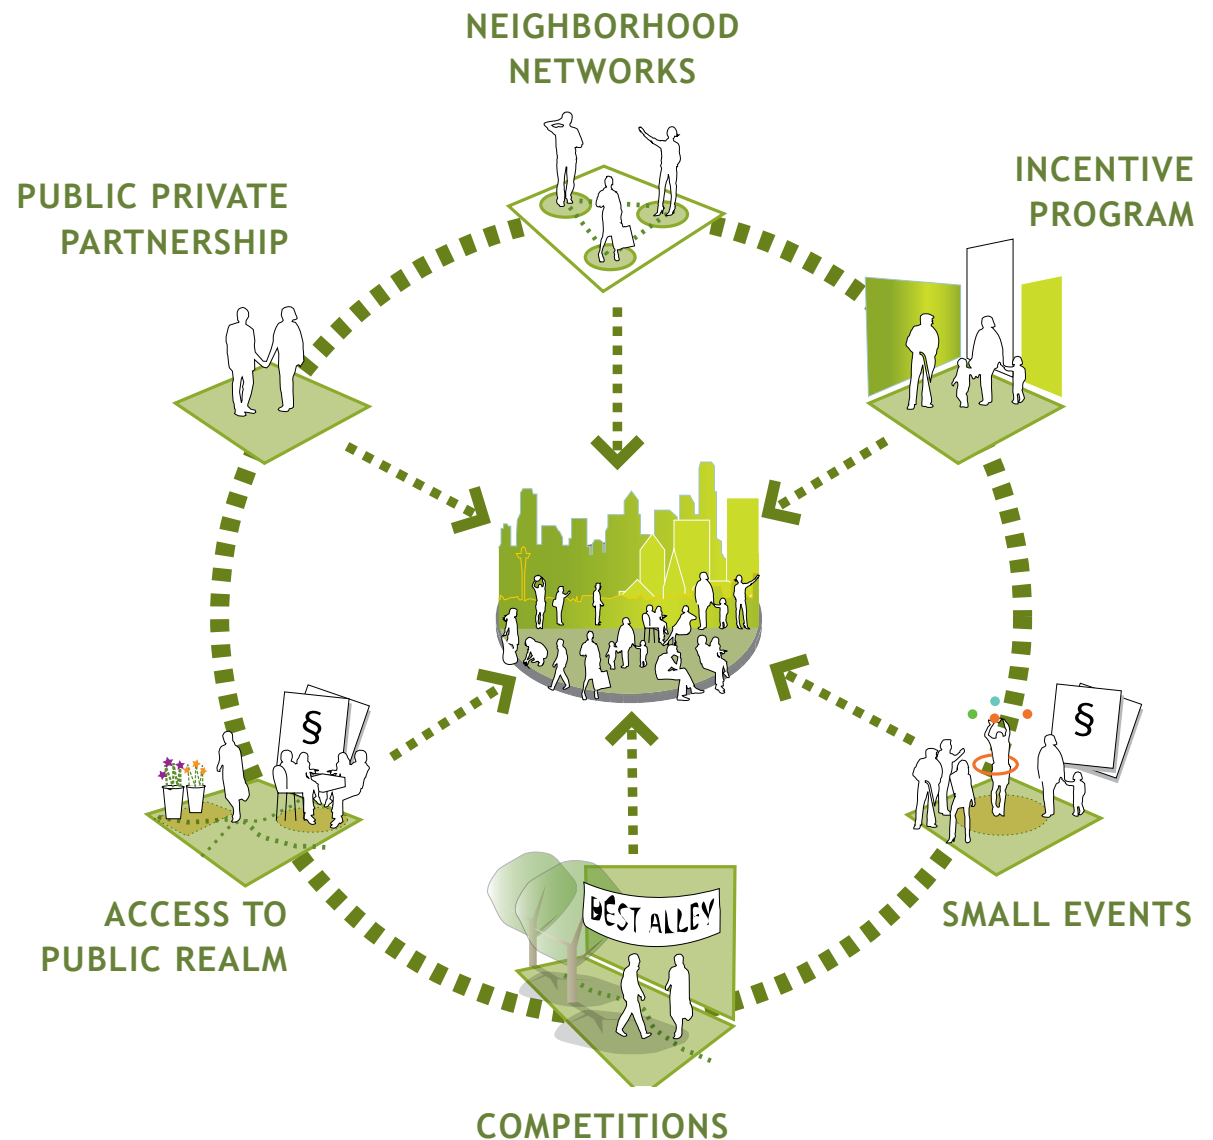 NEIGHBORHOOD
NETWORKS
INCENTIVE
PROGRAM
PUBLIC PRIVATE
PARTNERSHIP
§
§
ACCESS TO
PUBLIC REALM
BEST ALLEY
SMALL EVENTS
COMPETITIONS